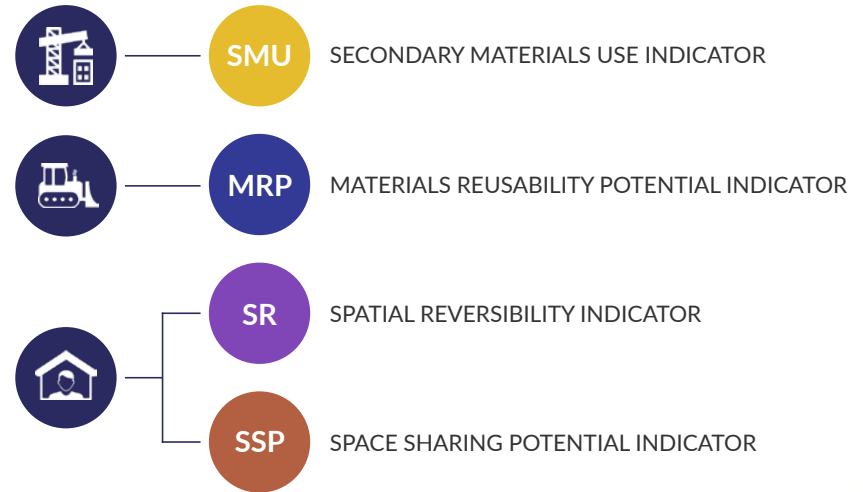 SMU SECONDARY MATERIALS USE INDICATOR
MRP MATERIALS REUSABILITY POTENTIAL INDICATOR
SR SPATIAL REVERSIBILITY INDICATOR
SSP SPACE SHARING POTENTIAL INDICATOR